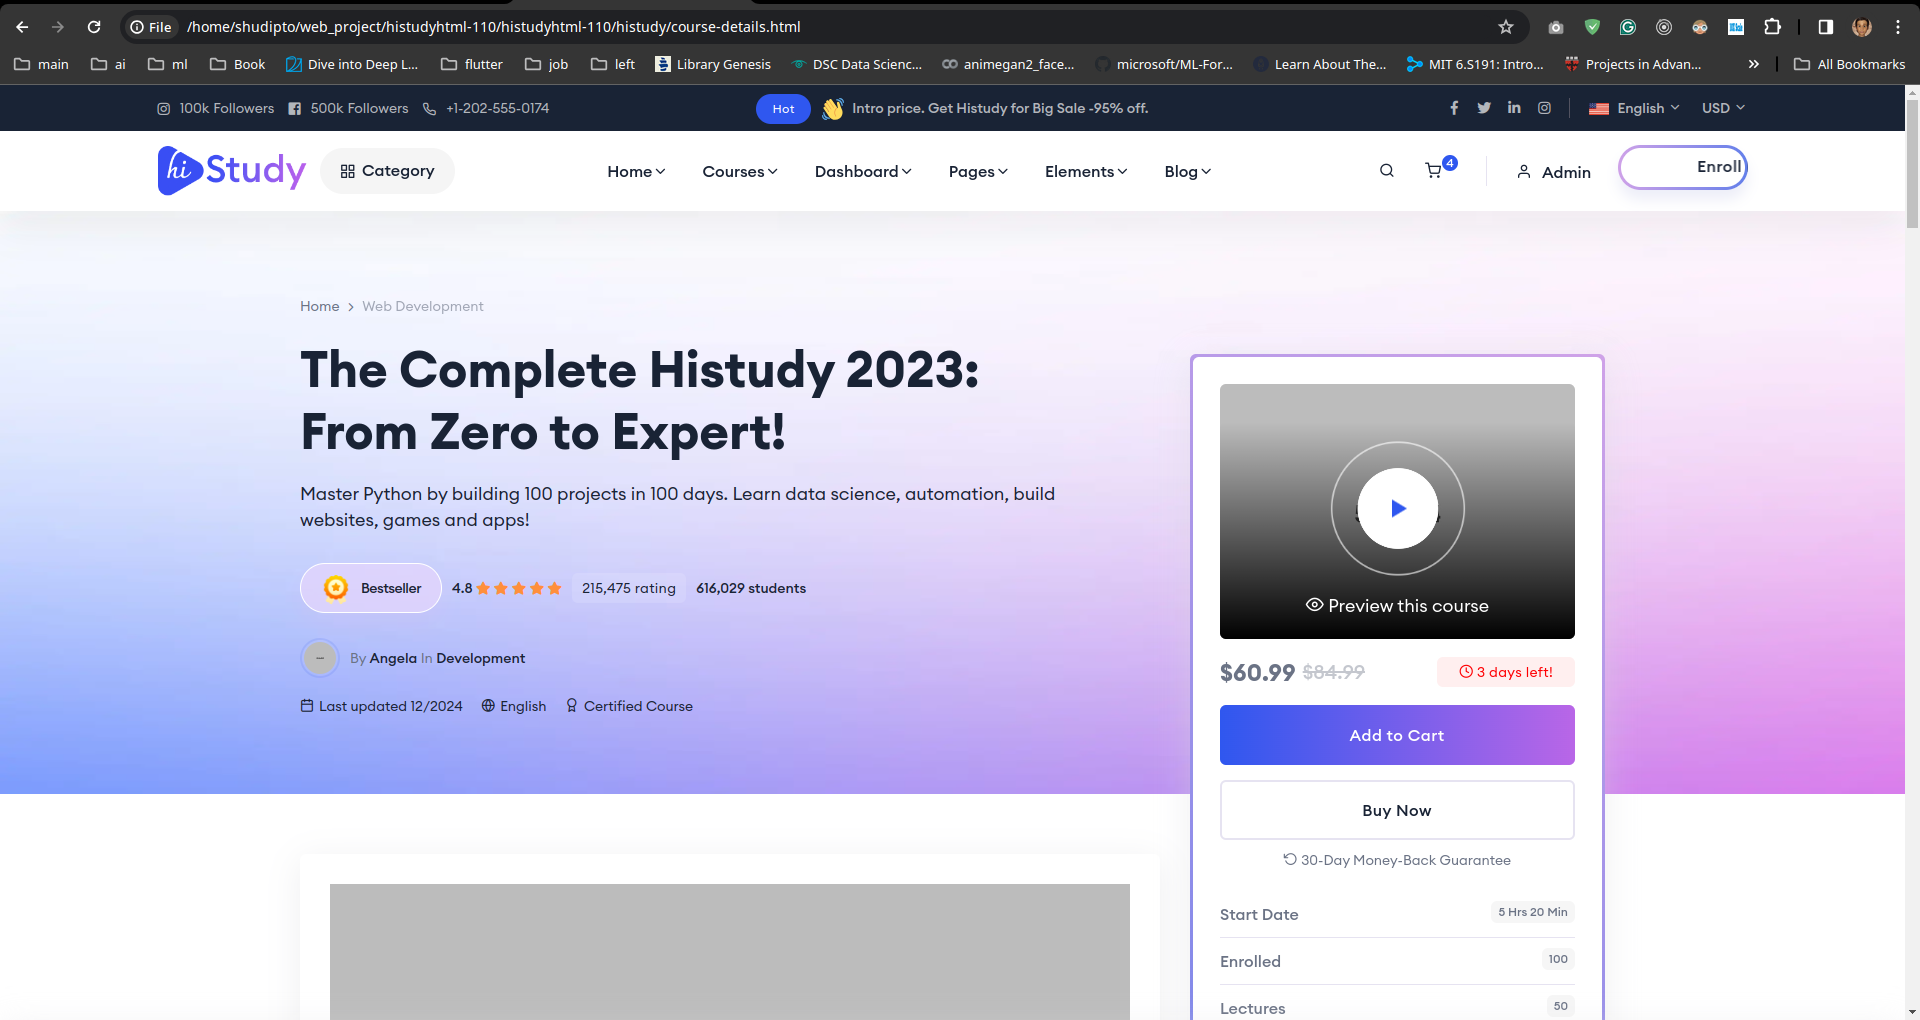 File /home/shudipto/web_project/histudyhtml-110/histudyhtml-110/histudy/course-details.html
main ai ml Book Dive into Deep L... flutter job left Library Genesis DSC Data Scienc... animegan2_face... microsoft/ML-For... Learn About The... MIT 6.S191: Intro... Projects in Advan... » All Bookmarks
100k Followers 500k Followers +1-202-555-0174 Hot Intro price. Get Histudy for Big Sale -95% off. English USD
hi Study Category Home Courses Dashboard Pages Elements Blog 4 Admin Enroll
Home > Web Development
The Complete Histudy 2023:
From Zero to Expert!
Master Python by building 100 projects in 100 days. Learn data science, automation, build
websites, games and apps!
Bestseller 4.8 215,475 rating 616,029 students
By Angela In Development
Last updated 12/2024 English Certified Course
Preview this course
$60.99 $84.99 3 days left!
Add to Cart
Buy Now
30-Day Money-Back Guarantee
Start Date 5 Hrs 20 Min
Enrolled 100
Lectures 50